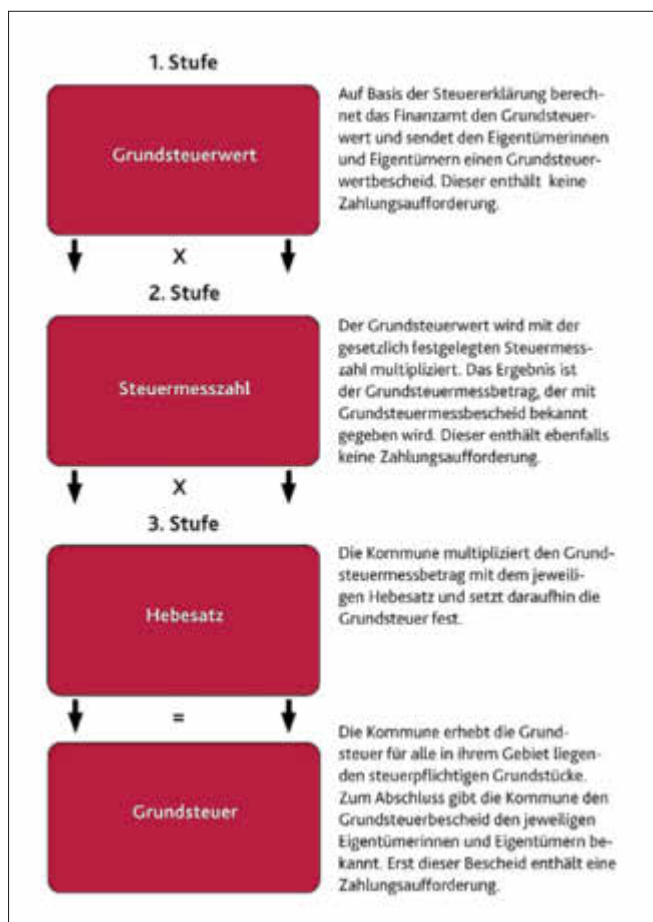 1. Stufe
Grundsteuerwert
Auf Basis der Steuererklärung berech-
net das Finanzamt den Grundsteuer-
wert und sendet den Eigentümerinnen
und Eigentümern einen Grundsteuer-
wertbescheid. Dieser enthält keine
Zahlungsaufforderung.
X
2. Stufe
Steuermesszahl
Der Grundsteuerwert wird mit der
gesetzlich festgelegten Steuermess-
zahl multipliziert. Das Ergebnis ist
der Grundsteuermessbetrag, der mit
Grundsteuermessbescheid bekannt
gegeben wird. Dieser enthält ebenfalls
keine Zahlungsaufforderung.
X
3. Stufe
Hebesatz
Die Kommune multipliziert den Grund-
steuermessbetrag mit dem jeweili-
gen Hebesatz und setzt daraufhin die
Grundsteuer fest.
=
Grundsteuer
Die Kommune erhebt die Grund-
steuer für alle in ihrem Gebiet liegen-
den steuerpflichtigen Grundstücke.
Zum Abschluss gibt die Kommune den
Grundsteuerbescheid den jeweiligen
Eigentümerinnen und Eigentümern be-
kannt. Erst dieser Bescheid enthält eine
Zahlungsaufforderung.